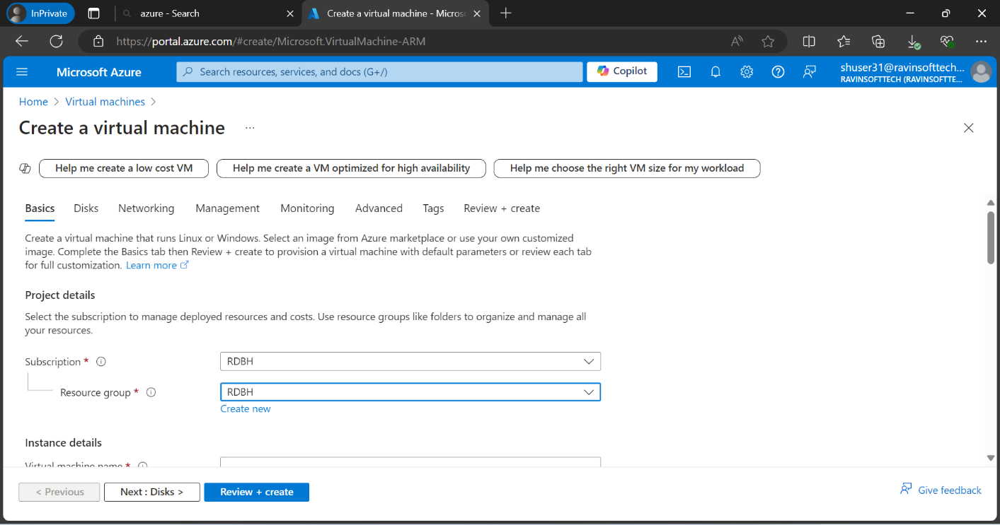 InPrivate
azure - Search
Create a virtual machine - Micros
https://portal.azure.com/#create/Microsoft.VirtualMachine-ARM
Microsoft Azure
Search resources, services, and docs (G+/)
Copilot
shuser31@ravinsofttech...
RAVINSOFTTECH (RAVINSOFTTE...
Home > Virtual machines >
Create a virtual machine ...
Help me create a low cost VM
Help me create a VM optimized for high availability
Help me choose the right VM size for my workload
Basics Disks Networking Management Monitoring Advanced Tags Review + create
Create a virtual machine that runs Linux or Windows. Select an image from Azure marketplace or use your own customized
image. Complete the Basics tab then Review + create to provision a virtual machine with default parameters or review each tab
for full customization. Learn more
Project details
Select the subscription to manage deployed resources and costs. Use resource groups like folders to organize and manage all
your resources.
Subscription * RDBH
Resource group * RDBH
Create new
Instance details
Virtual machine name *
< Previous
Next : Disks >
Review + create
Give feedback